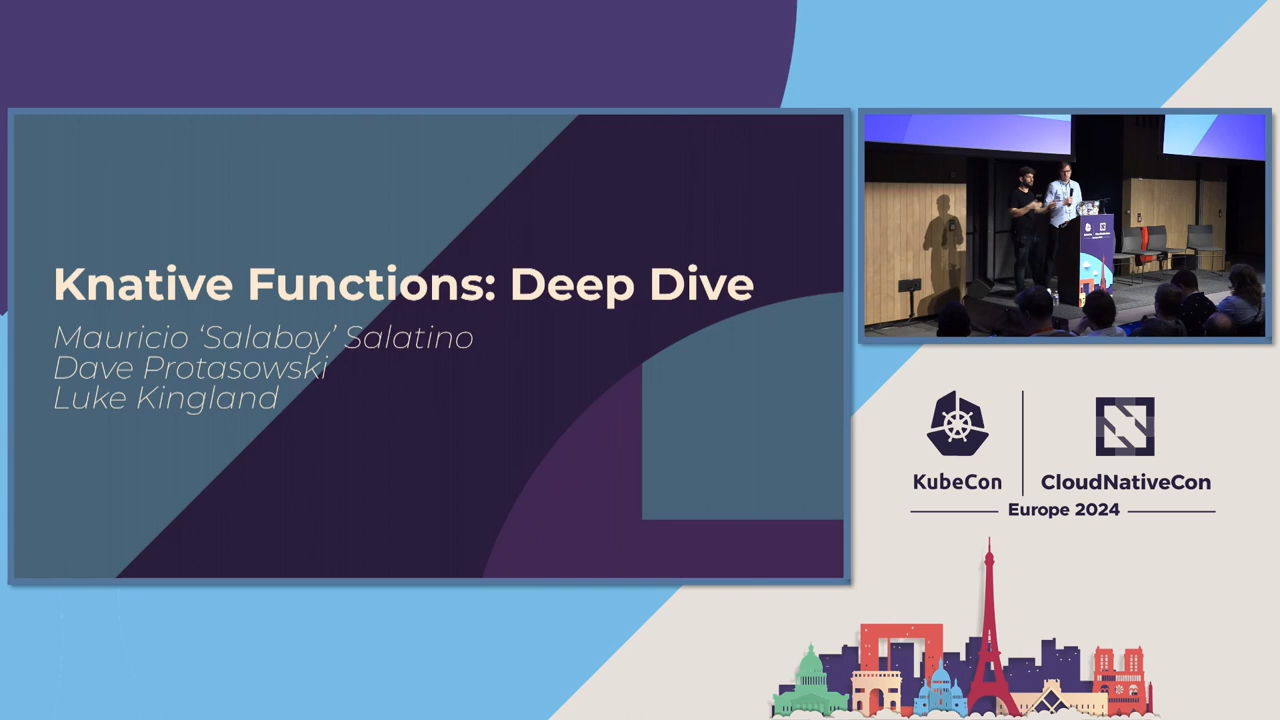 Knative Functions: Deep Dive
Mauricio ‘Salaboy’ Salatino
Dave Protasowski
Luke Kingland
KubeCon
CloudNativeCon
Europe 2024